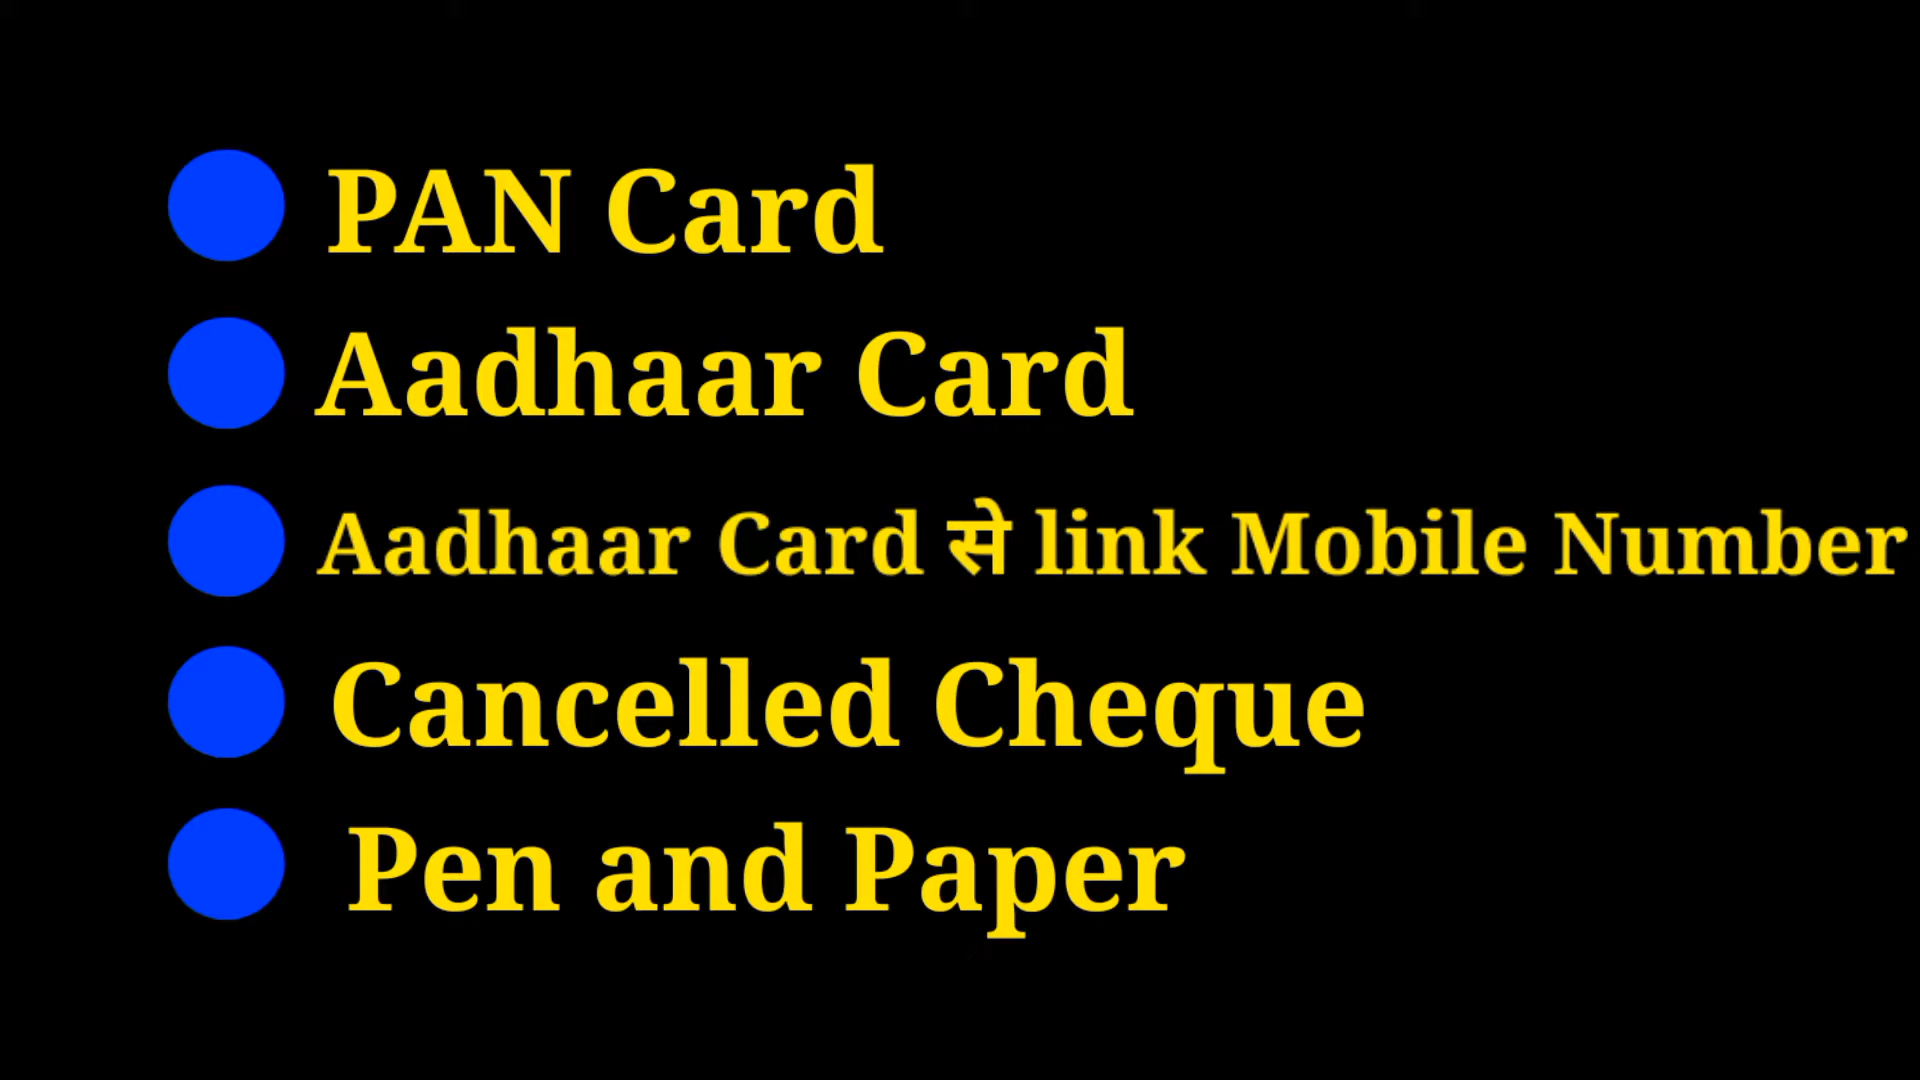 PAN Card
Aadhaar Card
Aadhaar Card से link Mobile Number
Cancelled Cheque
Pen and Paper